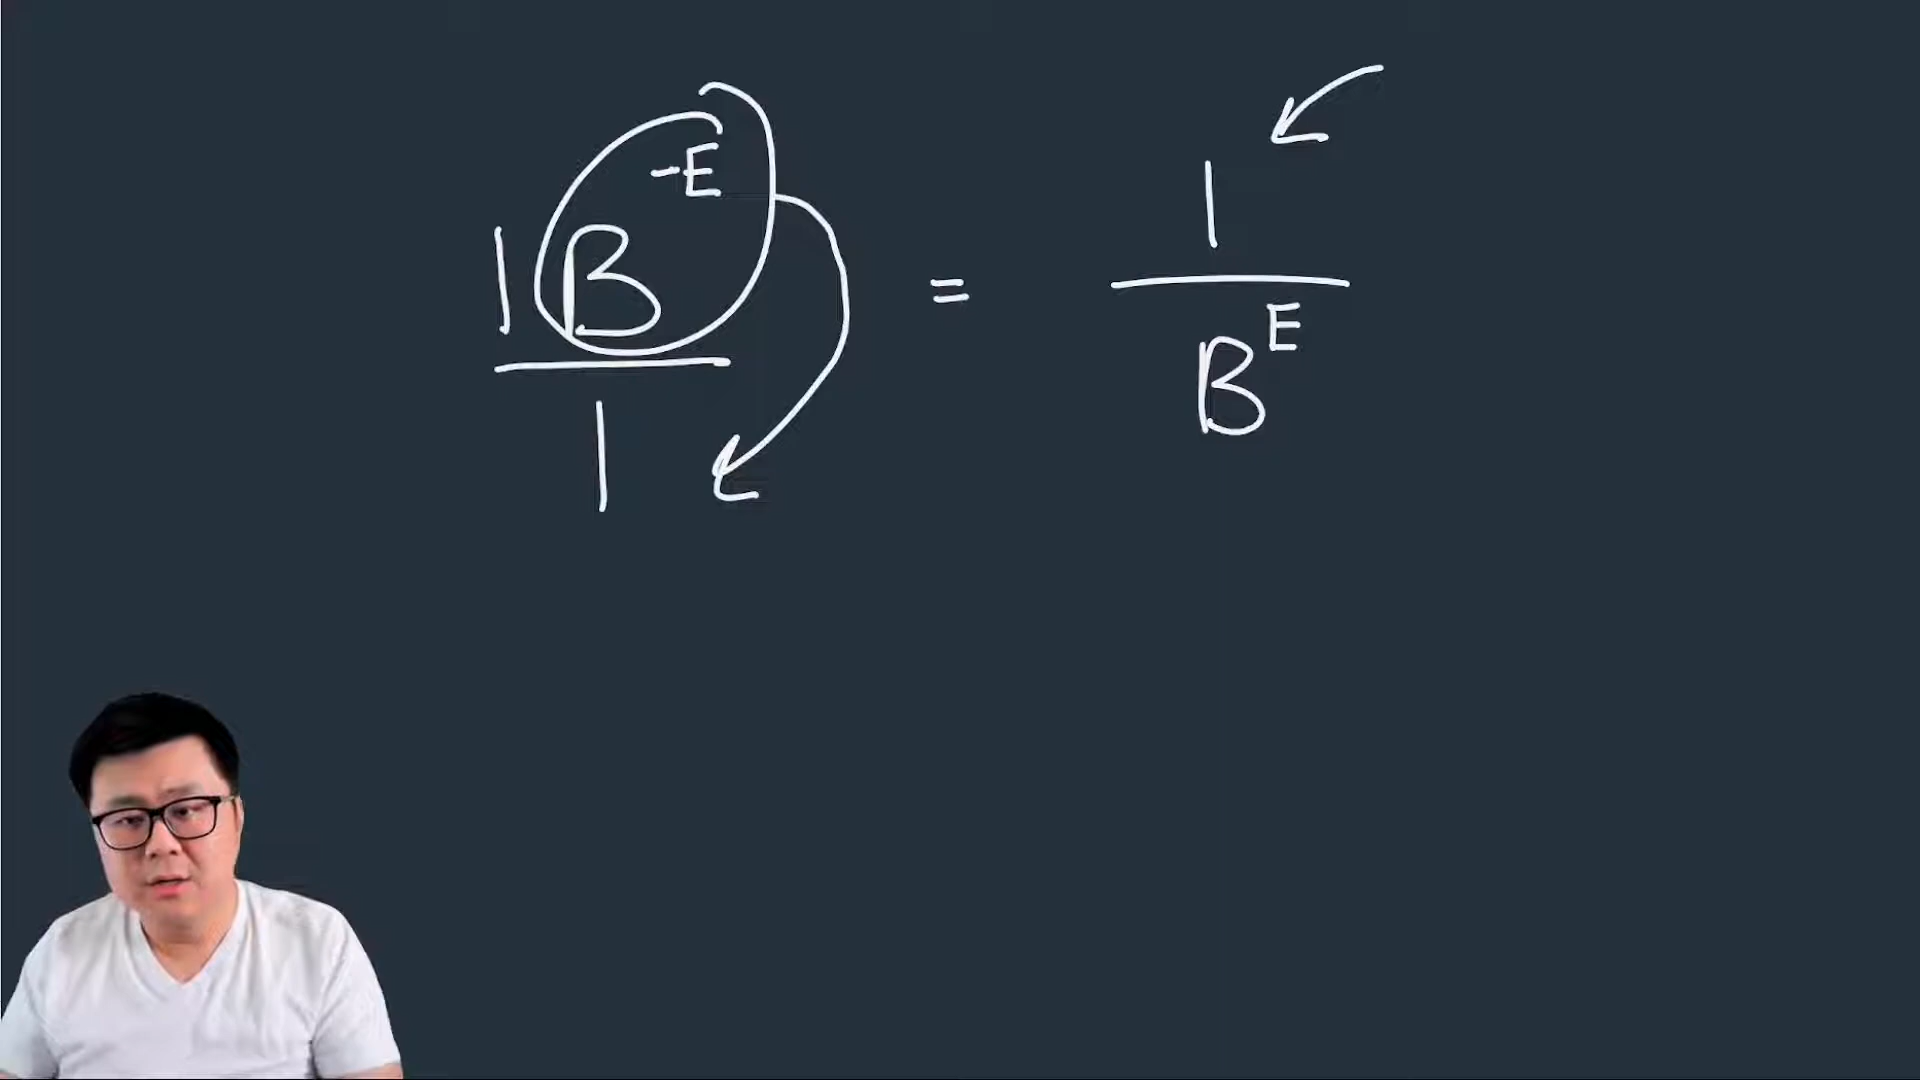 1B^-E / 1 = 1 / B^E